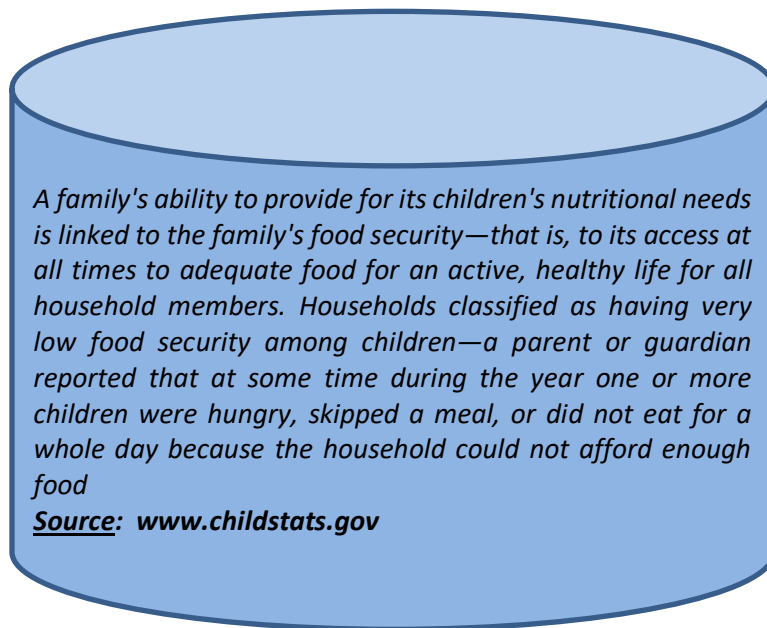 A family's ability to provide for its children's nutritional needs
is linked to the family's food security—that is, to its access at
all times to adequate food for an active, healthy life for all
household members. Households classified as having very
low food security among children—a parent or guardian
reported that at some time during the year one or more
children were hungry, skipped a meal, or did not eat for a
whole day because the household could not afford enough
food
Source: www.childstats.gov